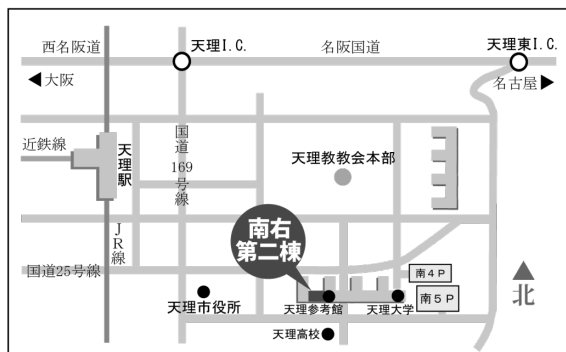 西名阪道
天理I.C.
名阪国道
天理東I.C.
大阪
名古屋
近鉄線
天理駅
国道169号線
天理教教会本部
JR線
南右
第二棟
国道25号線
南4P
南5P
北
天理市役所
天理参考館
天理大学
天理高校